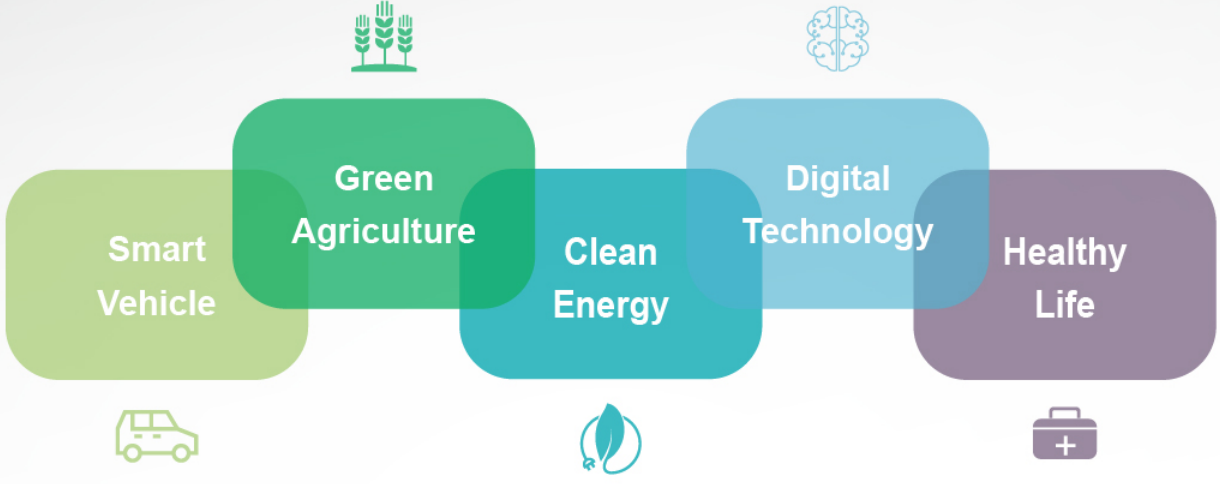 Smart
Vehicle
Green
Agriculture
Clean
Energy
Digital
Technology
Healthy
Life